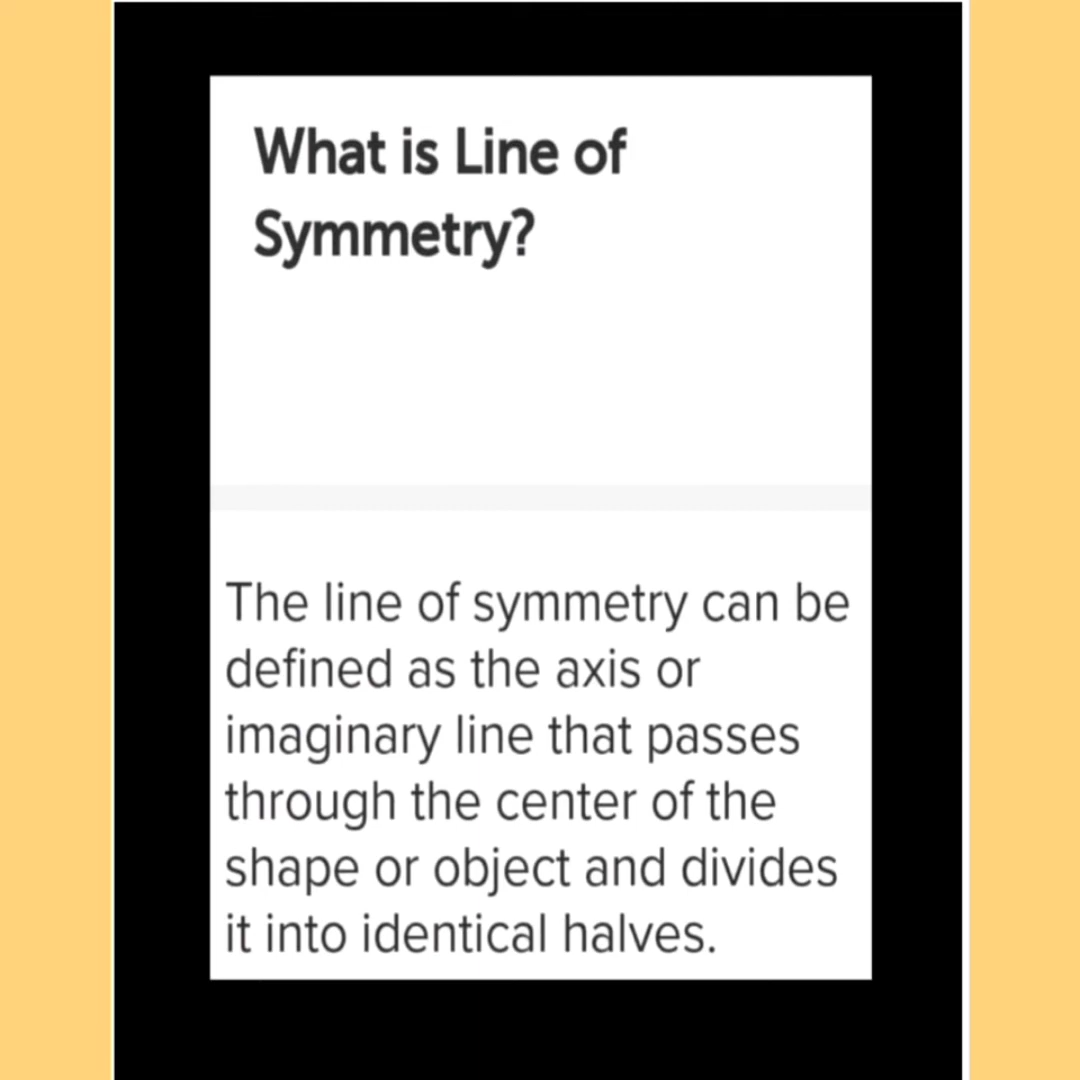 What is Line of
Symmetry?
The line of symmetry can be
defined as the axis or
imaginary line that passes
through the center of the
shape or object and divides
it into identical halves.